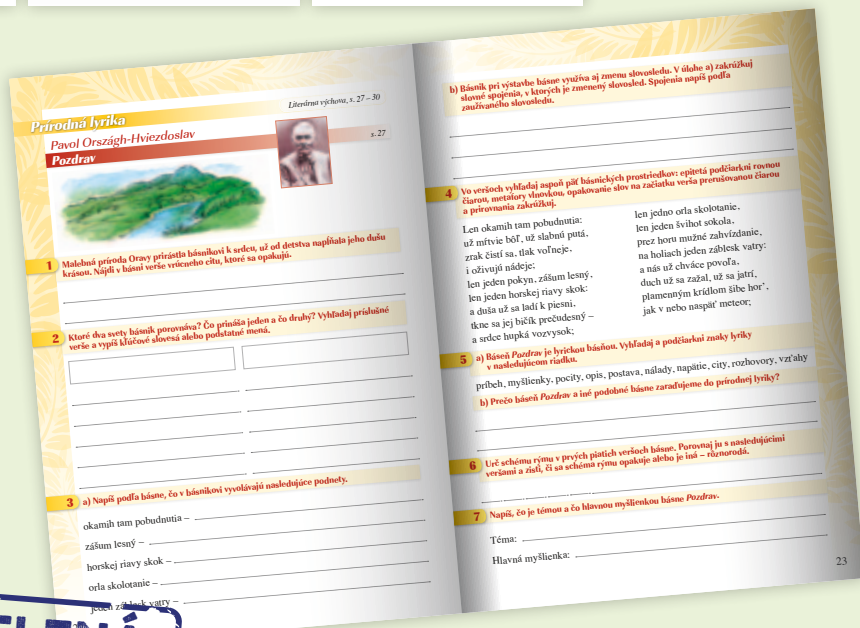 Literárna výchova, s. 27 – 30
Prírodná lyrika
Pavol Országh-Hviezdoslav
s. 27
Pozdrav
1 Malebná príroda Oravy prirástla básnikovi k srdcu, už od detstva napĺňala jeho dušu
krásou. Nájdi v básni verše vrúcneho citu, ktoré sa opakujú.
2 Ktoré dva svety básnik porovnáva? Čo prináša jeden a čo druhý? Vyhľadaj príslušné
verše a vypíš kľúčové slovesá alebo podstatné mená.
3 a) Napíš podľa básne, čo v básnikovi vyvolávajú nasledujúce podnety.
okamih tam pobudnutia –
zášum lesný –
horskej riavy skok –
orla skolotanie –
jeden záblesk vatry –
b) Básnik pri výstavbe básne využíva aj zmenu slovosledu. V úlohe a) zakrúžkuj
slovné spojenia, v ktorých je zmenený slovosled. Spojenia napíš podľa
zaužívaného slovosledu.
4 Vo veršoch vyhľadaj aspoň päť básnických prostriedkov: epitetá podčiarkni rovnou
čiarou, metafory vlnovkou, opakovanie slov na začiatku verša prerušovanou čiarou
a prirovnania zakrúžkuj.
Len okamih tam pobudnutia:
už mŕtvie bôľ, už slabnú putá,
zrak čistí sa, tlak voľneje,
i oživujú nádeje;
len jeden pokyn, zášum lesný,
len jeden horskej riavy skok:
a duša už sa ladí k piesni,
tkne sa jej bičík prečudesný –
a srdce hupká vozvysok;
len jedno orla skolotanie,
len jeden švihot sokola,
prez horu mužné zahvízdanie,
na holiach jeden záblesk vatry:
a nás už chváce povoľa,
duch už sa zažal, už sa jatrí,
plamenným krídlom šibe hor’,
jak v nebo naspäť meteor;
5 a) Báseň Pozdrav je lyrickou básňou. Vyhľadaj a podčiarkni znaky lyriky
v nasledujúcom riadku.
príbeh, myšlienky, pocity, opis, postava, nálady, napätie, city, rozhovory, vzťahy
b) Prečo báseň Pozdrav a iné podobné básne zaraďujeme do prírodnej lyriky?
6 Urč schému rýmu v prvých piatich veršoch básne. Porovnaj ju s nasledujúcimi
veršami a zisti, či sa schéma rýmu opakuje alebo je iná – rôznorodá.
7 Napíš, čo je témou a čo hlavnou myšlienkou básne Pozdrav.
Téma:
Hlavná myšlienka:
23